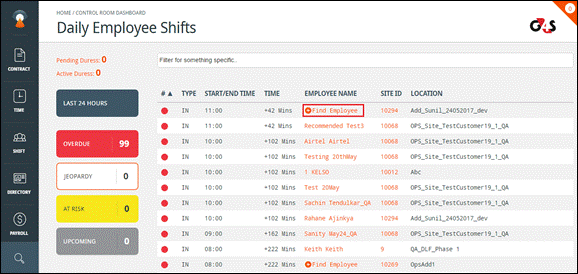 HOME / CONTROL ROOM DASHBOARD
Daily Employee Shifts
0
G4S
CONTRACT
TIME
SHIFT
DIRECTORY
PAYROLL
Pending Duress: 0
Active Duress: 0
LAST 24 HOURS
OVERDUE 99
JEOPARDY 0
AT RISK 0
UPCOMING 0
Filter for something specific..
# ▲ TYPE START/END TIME TIME EMPLOYEE NAME SITE ID LOCATION
IN 11:00 +42 Mins Find Employee 10294 Add_Sunil_24052017_dev
IN 11:00 +42 Mins Recommended Test3 10068 OPS_Site_TestCustomer19_1_QA
IN 10:00 +102 Mins Airtel Airtel 10068 OPS_Site_TestCustomer19_1_QA
IN 10:00 +102 Mins Testing 20thMay 10068 OPS_Site_TestCustomer19_1_QA
IN 10:00 +102 Mins 1 KELSO 10012 Abc
IN 10:00 +102 Mins Test 20May 10068 OPS_Site_TestCustomer19_1_QA
IN 10:00 +102 Mins Sachin Tendulkar_QA 10068 OPS_Site_TestCustomer19_1_QA
IN 10:00 +102 Mins Rahane Ajinkya 10294 Add_Sunil_24052017_dev
IN 09:00 +162 Mins Sanity May24_QA 10068 OPS_Site_TestCustomer19_1_QA
IN 08:00 +222 Mins Keith Keith 9 QA_DLF_Phase 1
IN 08:00 +222 Mins Find Employee 10269 OpsAdd1